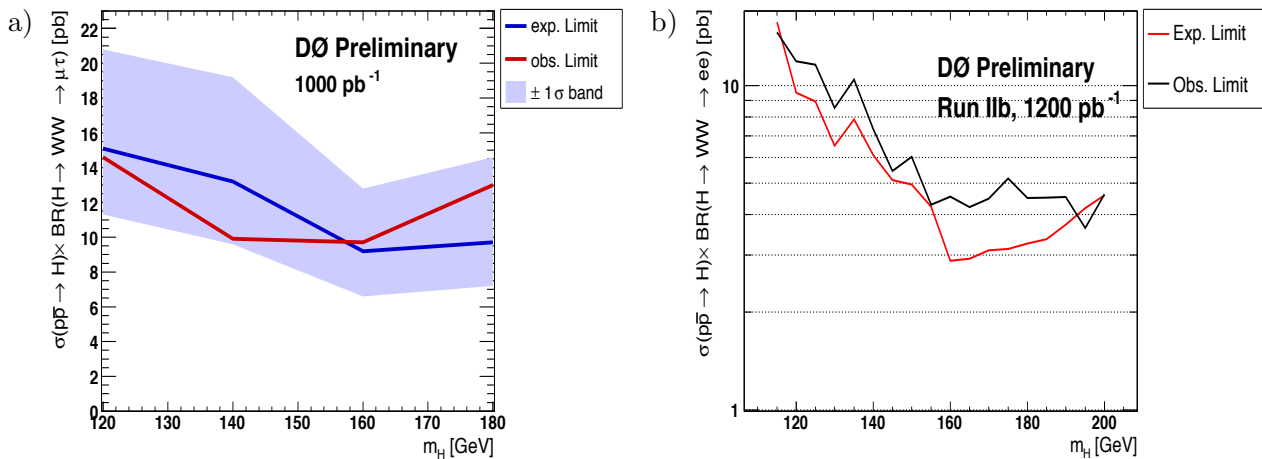 a)
σ(pp̅ → H)× BR(H → WW → μτ) [pb]
22
20
18
16
14
12
10
8
6
4
2
0
120 130 140 150 160 170 180
m_H [GeV]
DØ Preliminary
1000 pb⁻¹
exp. Limit
obs. Limit
± 1σ band
b)
σ(pp̅ → H)× BR(H → WW → ee) [pb]
10
1
120 140 160 180 200
m_H [GeV]
DØ Preliminary
Run IIb, 1200 pb⁻¹
Exp. Limit
Obs. Limit